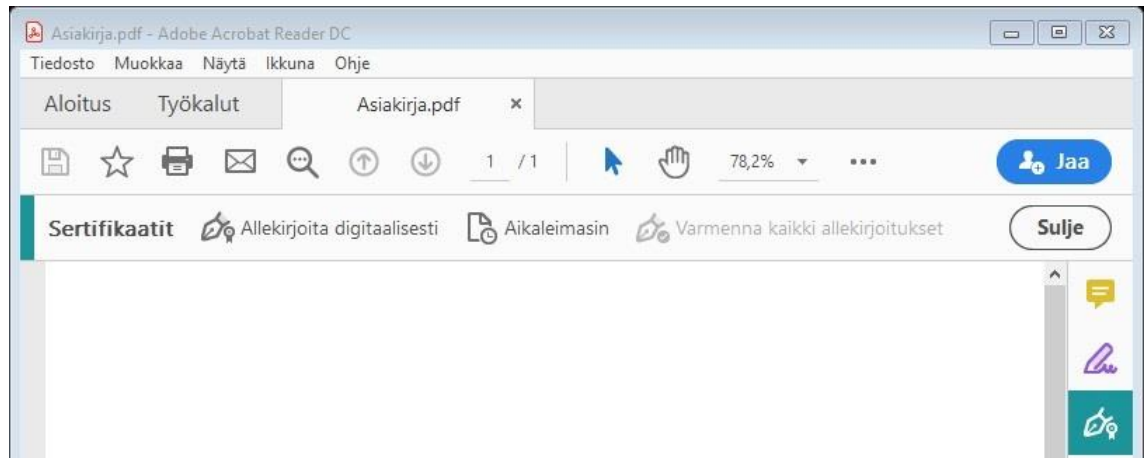 Asiakirja.pdf - Adobe Acrobat Reader DC
Tiedosto Muokkaa Näytä Ikkuna Ohje
Aloitus Työkalut Asiakirja.pdf
1 / 1 78,2% Jaa
Sertifikaatit Allekirjoita digitaalisesti Aikaleimasin Varmenna kaikki allekirjoitukset Sulje